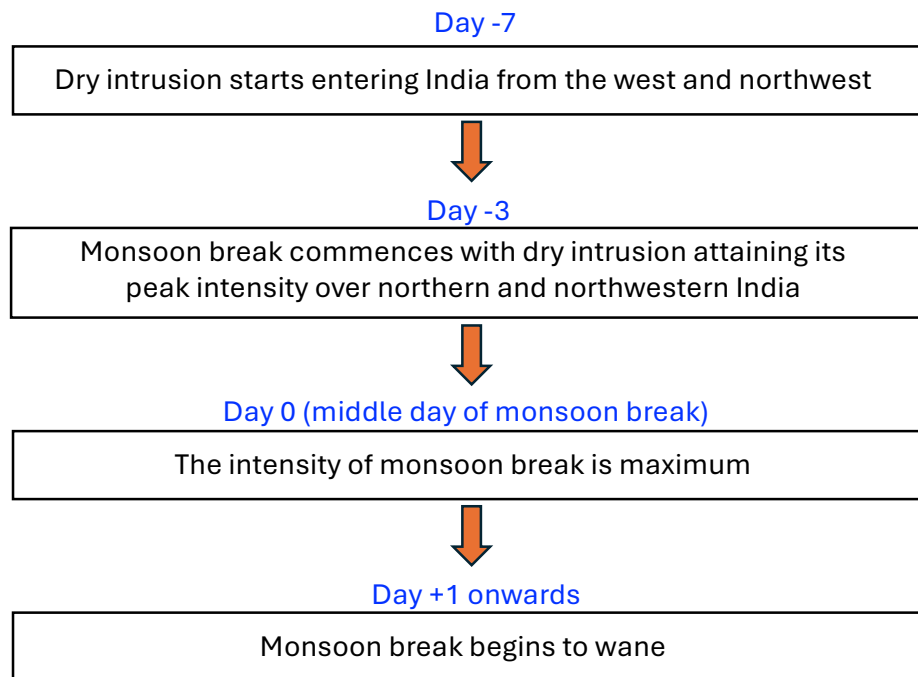 Day -7
Dry intrusion starts entering India from the west and northwest
Day -3
Monsoon break commences with dry intrusion attaining its
peak intensity over northern and northwestern India
Day 0 (middle day of monsoon break)
The intensity of monsoon break is maximum
Day +1 onwards
Monsoon break begins to wane